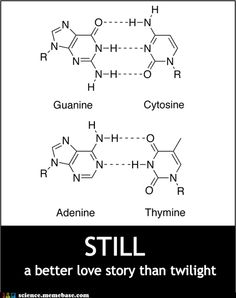 O H N H
N N H N
R N N N
N H O R
H
Guanine Cytosine
H
N N H O
N N H N
R N N
O R
Adenine Thymine
STILL
a better love story than twilight
science.memebase.com